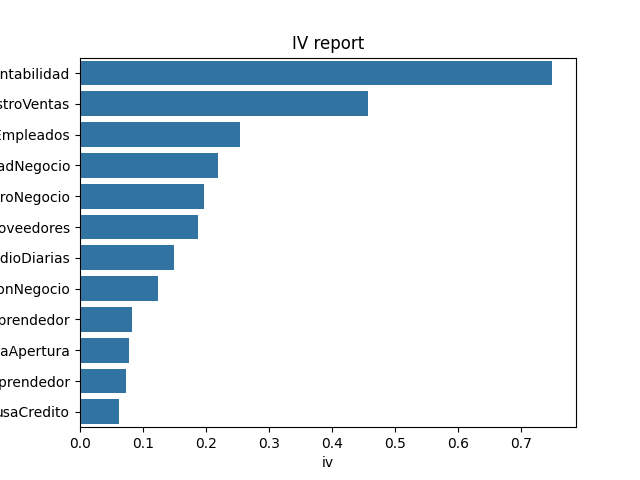 IV report
ntabilidad
stroVentas
Empleados
adNegocio
roNegocio
oveedores
dioDiarias
onNegocio
prendedor
aApertura
prendedor
usaCredito
0.0 0.1 0.2 0.3 0.4 0.5 0.6 0.7
iv